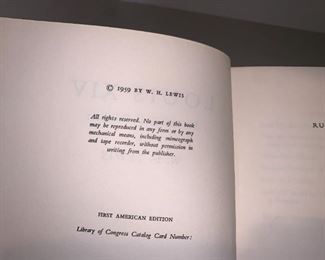 © 1959 BY W. H. LEWIS
All rights reserved. No part of this book
may be reproduced in any form or by any
mechanical means, including mimeograph
and tape recorder, without permission in
writing from the publisher.
FIRST AMERICAN EDITION
Library of Congress Catalog Card Number:
RU